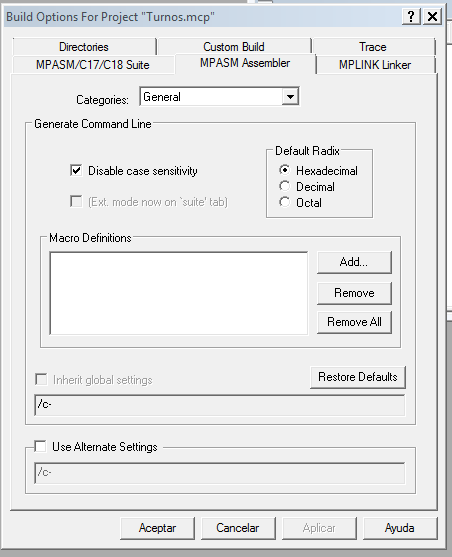 Build Options For Project "Turnos.mcp"
Directories Custom Build Trace
MPASM/C17/C18 Suite MPASM Assembler MPLINK Linker
Categories: General
Generate Command Line
Default Radix
Disable case sensitivity
Hexadecimal
Decimal
(Ext. mode now on `suite' tab)
Octal
Macro Definitions
Add...
Remove
Remove All
Inherit global settings
Restore Defaults
/c-
Use Alternate Settings
/c-
Aceptar Cancelar Aplicar Ayuda